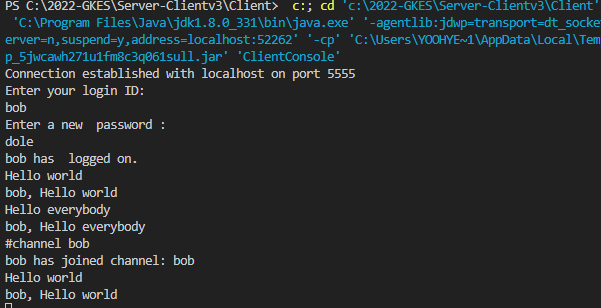 PS C:\2022-GKES\Server-Clientv3\Client>  c:; cd 'c:\2022-GKES\Server-Clientv3\Client'
'C:\Program Files\Java\jdk1.8.0_331\bin\java.exe' '-agentlib:jdwp=transport=dt_socke
erver=n,suspend=y,address=localhost:52262' '-cp' 'C:\Users\YOOHYE~1\AppData\Local\Tem
p_5jwcawh271u1fm8c3q061sull.jar' 'ClientConsole'
Connection established with localhost on port 5555
Enter your login ID:
bob
Enter a new  password :
dole
bob has  logged on.
Hello world
bob, Hello world
Hello everybody
bob, Hello everybody
#channel bob
bob has joined channel: bob
Hello world
bob, Hello world